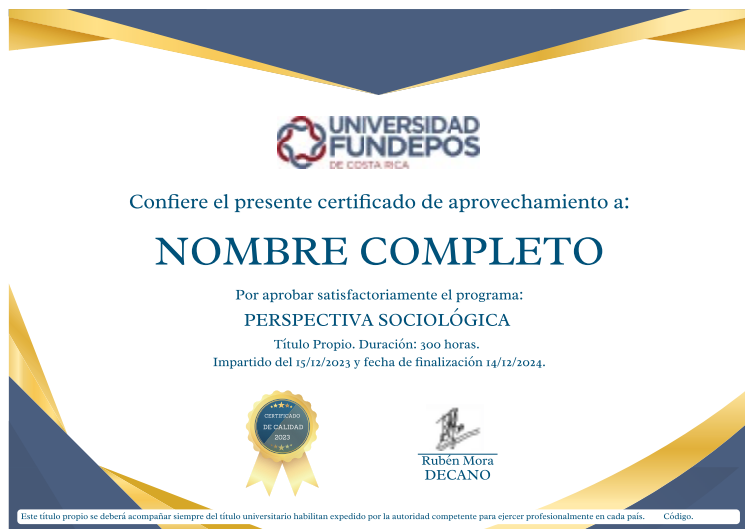 UNIVERSIDAD
FUNDEPOS
DE COSTA RICA
Confiere el presente certificado de aprovechamiento a:
NOMBRE COMPLETO
Por aprobar satisfactoriamente el programa:
PERSPECTIVA SOCIOLÓGICA
Título Propio. Duración: 300 horas.
Impartido del 15/12/2023 y fecha de finalización 14/12/2024.
CERTIFICADO
DE CALIDAD
2023
Rubén Mora
DECANO
Este título propio se deberá acompañar siempre del título universitario habilitan expedido por la autoridad competente para ejercer profesionalmente en cada país. Código.